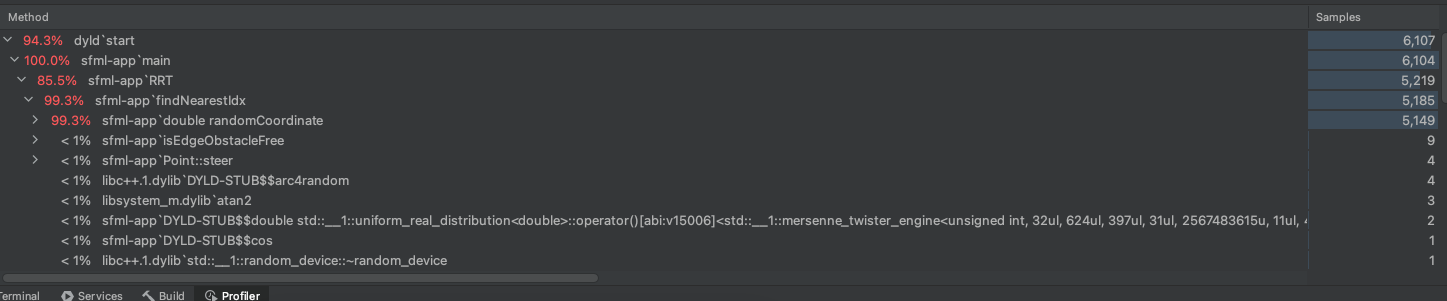 Method Samples
94.3% dyld`start 6,107
100.0% sfml-app`main 6,104
85.5% sfml-app`RRT 5,219
99.3% sfml-app`findNearestIdx 5,185
99.3% sfml-app`double randomCoordinate 5,149
< 1% sfml-app`isEdgeObstacleFree 9
< 1% sfml-app`Point::steer 4
< 1% libc++.1.dylib`DYLD-STUB$$arc4random 4
< 1% libsystem_m.dylib`atan2 3
< 1% sfml-app`DYLD-STUB$$double std::__1::uniform_real_distribution<double>::operator()[abi:v15006]<std::__1::mersenne_twister_engine<unsigned int, 32ul, 624ul, 397ul, 31ul, 2567483615u, 11ul, 2
< 1% sfml-app`DYLD-STUB$$cos 1
< 1% libc++.1.dylib`std::__1::random_device::~random_device 1
Terminal Services Build Profiler